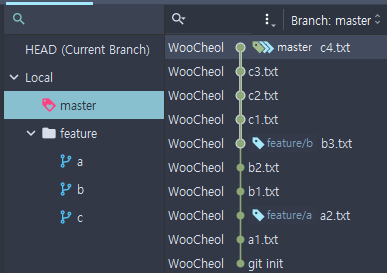 Branch: master
HEAD (Current Branch)
Local
master
feature
a
b
c
WooCheol master c4.txt
WooCheol c3.txt
WooCheol c2.txt
WooCheol c1.txt
WooCheol feature/b b3.txt
WooCheol b2.txt
WooCheol b1.txt
WooCheol feature/a a2.txt
WooCheol a1.txt
WooCheol git init